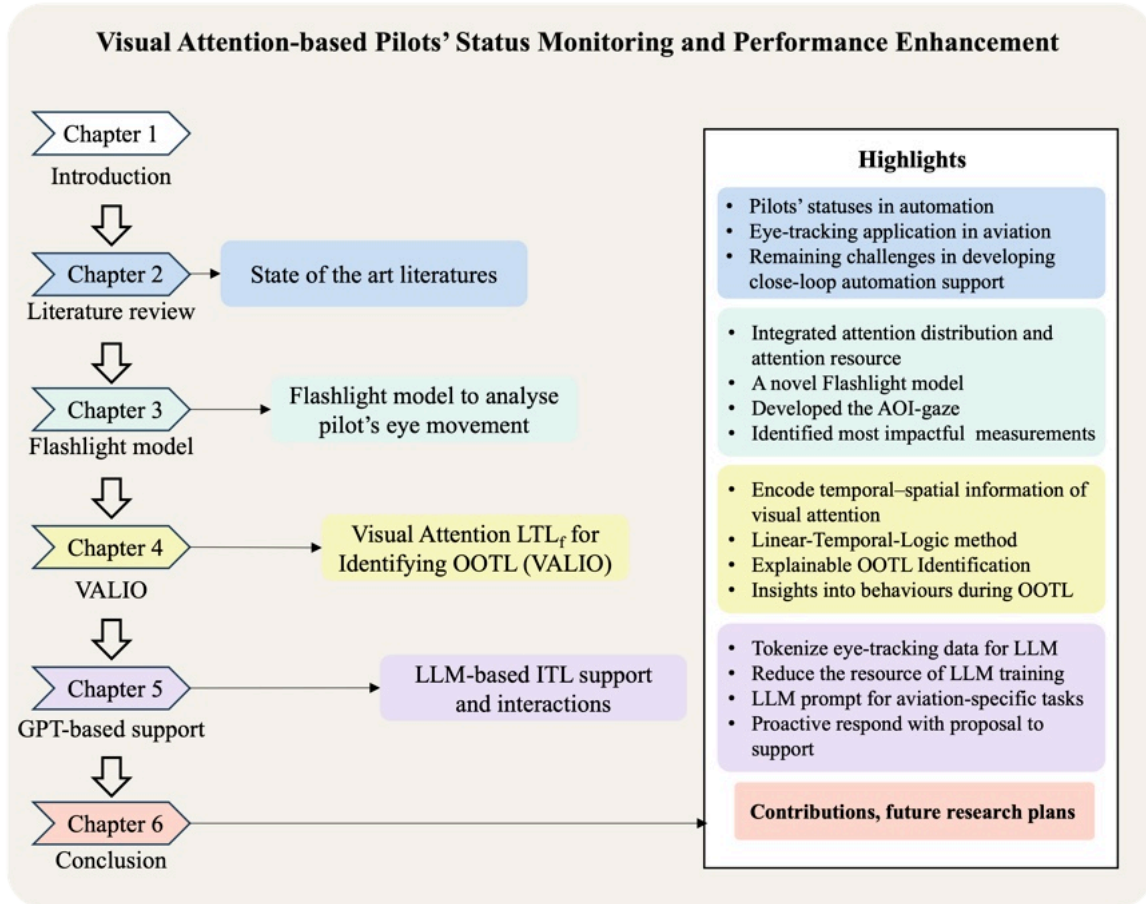 Visual Attention-based Pilots' Status Monitoring and Performance Enhancement
Chapter 1
Introduction
Chapter 2
Literature review
State of the art literatures
Chapter 3
Flashlight model
Flashlight model to analyse
pilot's eye movement
Chapter 4
VALIO
Visual Attention LTLf for
Identifying OOTL (VALIO)
Chapter 5
GPT-based support
LLM-based ITL support
and interactions
Chapter 6
Conclusion
Highlights
• Pilots' statuses in automation
• Eye-tracking application in aviation
• Remaining challenges in developing
close-loop automation support
• Integrated attention distribution and
attention resource
• A novel Flashlight model
• Developed the AOI-gaze
• Identified most impactful measurements
• Encode temporal–spatial information of
visual attention
• Linear-Temporal-Logic method
• Explainable OOTL Identification
• Insights into behaviours during OOTL
• Tokenize eye-tracking data for LLM
• Reduce the resource of LLM training
• LLM prompt for aviation-specific tasks
• Proactive respond with proposal to
support
Contributions, future research plans